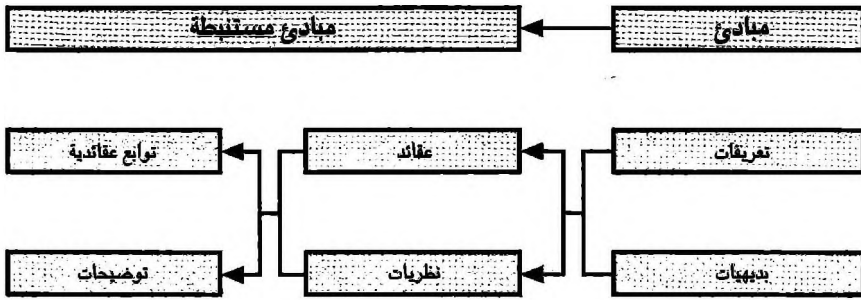 مبادئ
مبادئ مستنبطة
تعريفات
عقائد
توابع عقائدية
بديهيات
نظريات
توضيحات